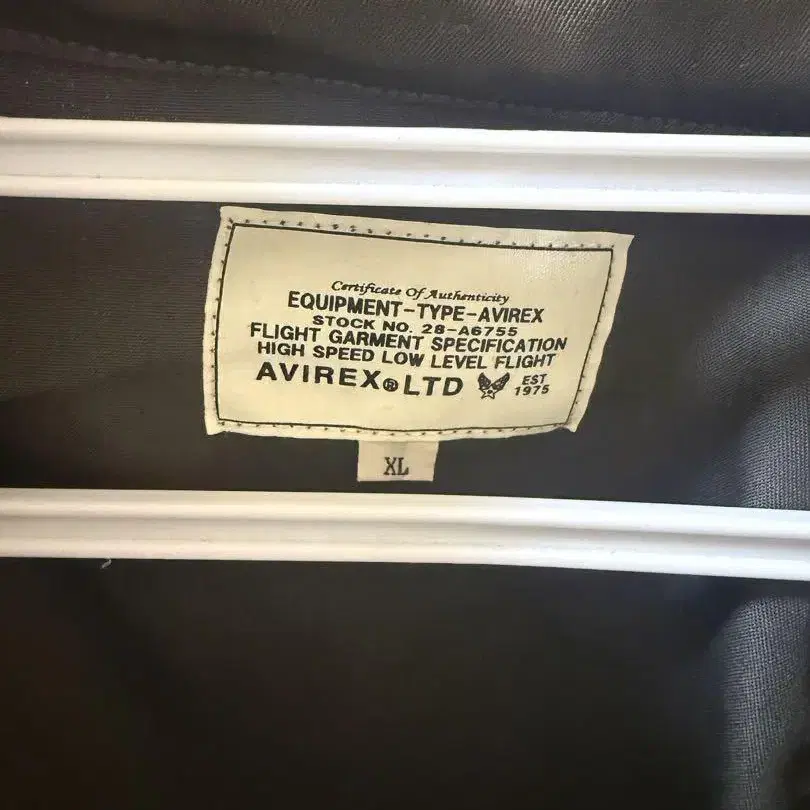 Certificate Of Authenticity
EQUIPMENT-TYPE-AVIREX
STOCK NO. 28-A6755
FLIGHT GARMENT SPECIFICATION
HIGH SPEED LOW LEVEL FLIGHT
AVIREX®LTD EST 1975
XL